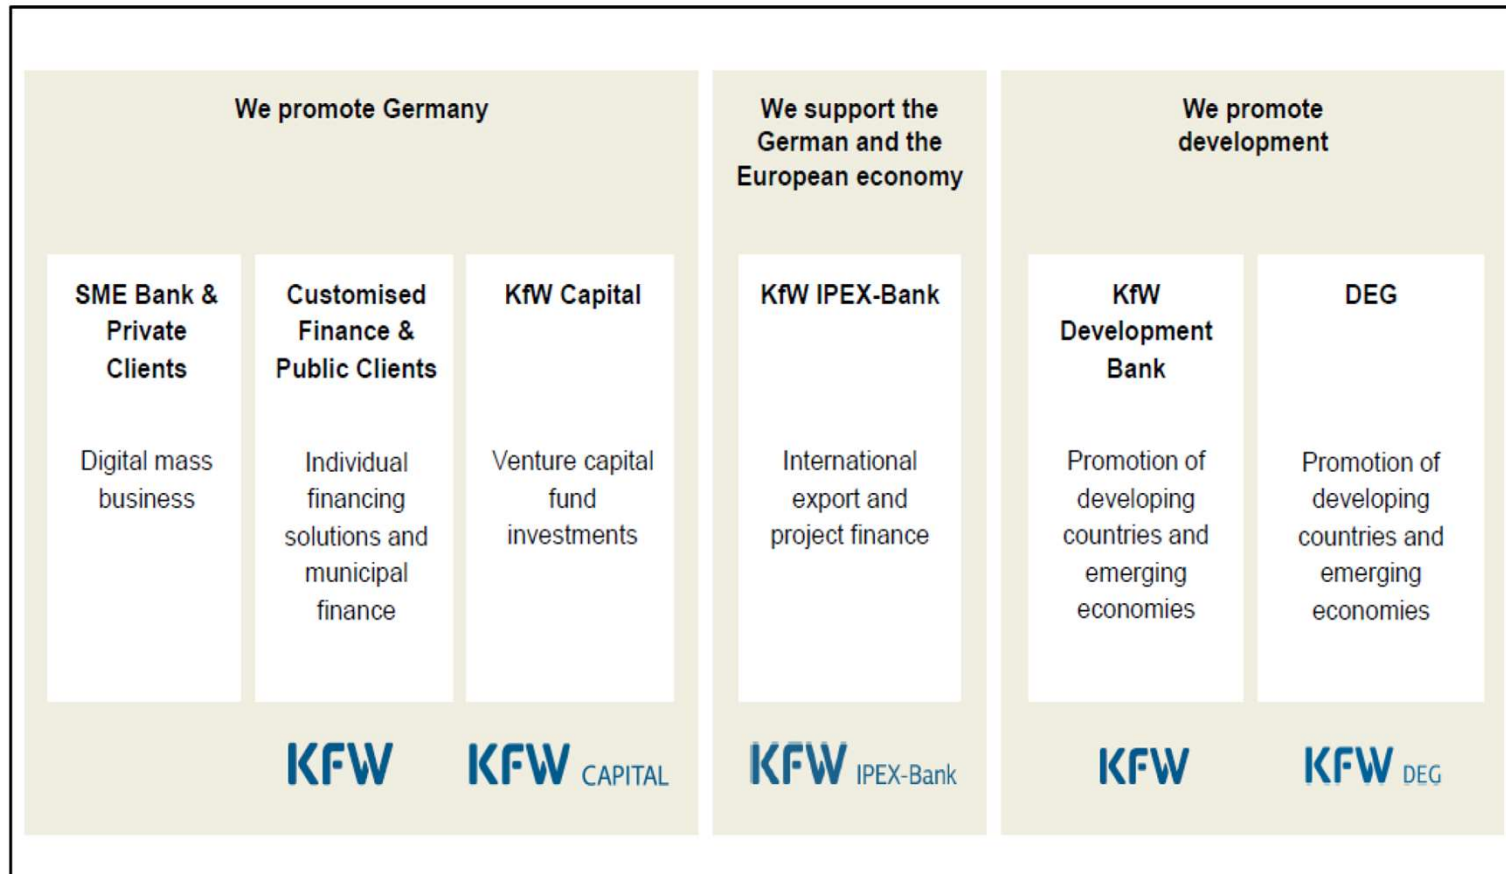 We promote Germany
We support the
German and the
European economy
We promote
development
SME Bank &
Private
Clients
Digital mass
business
Customised
Finance &
Public Clients
Individual
financing
solutions and
municipal
finance
KfW Capital
Venture capital
fund
investments
KfW IPEX-Bank
International
export and
project finance
KfW
Development
Bank
Promotion of
developing
countries and
emerging
economies
DEG
Promotion of
developing
countries and
emerging
economies
KFW
KFW CAPITAL
KFW IPEX-Bank
KFW
KFW DEG